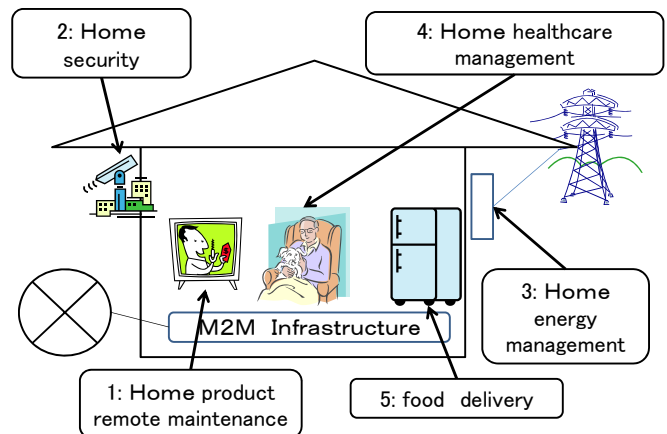 2: Home
security
4: Home healthcare
management
3: Home
energy
management
M2M Infrastructure
1: Home product
remote maintenance
5: food delivery